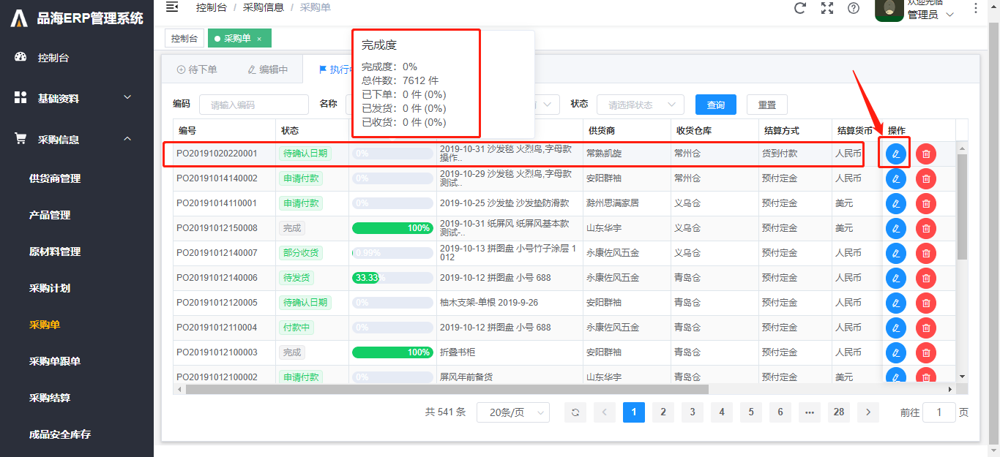 品海ERP管理系统
控制台
基础资料
采购信息
供货商管理
产品管理
原材料管理
采购计划
采购单
采购单跟单
采购结算
成品安全库存
控制台 / 采购信息 / 采购单
欢迎光临
管理员
控制台
采购单 ×
待下单 编辑中 执行中
完成度
完成度：0%
总件数：7612 件
已下单：0 件 (0%)
已发货：0 件 (0%)
已收货：0 件 (0%)
编码 请输入编码 名称 状态 请选择状态 查询 重置
编号 状态 供货商 收货仓库 结算方式 结算货币 操作
PO20191020220001 待确认日期 0% 2019-10-31 沙发毯 火烈鸟,字母款 操作.. 常熟凯旋 常州仓 货到付款 人民币
PO20191014140002 申请付款 0% 2019-10-29 沙发毯 火烈鸟,字母款 测试.. 安阳群袖 常州仓 预付定金 人民币
PO20191014110001 申请付款 0% 2019-10-25 沙发垫 沙发垫防滑款 滁州思满家居 义乌仓 预付定金 美元
PO20191012150008 完成 100% 2019-10-31 纸屏风 纸屏风基本款 测试-.. 山东华宇 义乌仓 预付定金 美元
PO20191012140007 部分收货 0.99% 2019-10-13 拼图盘 小号竹子涂层 1012 永康佐风五金 义乌仓 预付定金 人民币
PO20191012140006 待发货 33.33% 2019-10-12 拼图盘 小号 688 永康佐风五金 青岛仓 预付定金 人民币
PO20191012120005 待确认日期 0% 柚木支架-单根 2019-9-26 安阳群袖 青岛仓 预付定金 人民币
PO20191012110004 付款中 0% 2019-10-12 拼图盘 小号 688 永康佐风五金 青岛仓 预付定金 人民币
PO20191012100003 完成 100% 折叠书柜 安阳群袖 青岛仓 预付定金 人民币
PO20191012100002 申请付款 0% 屏风年前备货 山东华宇 青岛仓 预付定金 美元
共 541 条 20条/页 1 2 3 4 5 6 ••• 28 前往 1 页